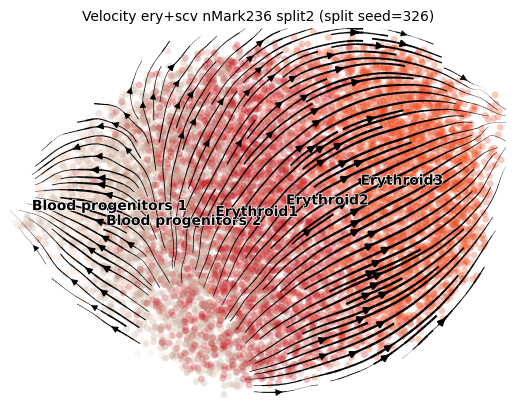 Velocity ery+scv nMark236 split2 (split seed=326)
Erythroid3
Erythroid2
Blood progenitors 1
Erythroid1
Blood progenitors 2